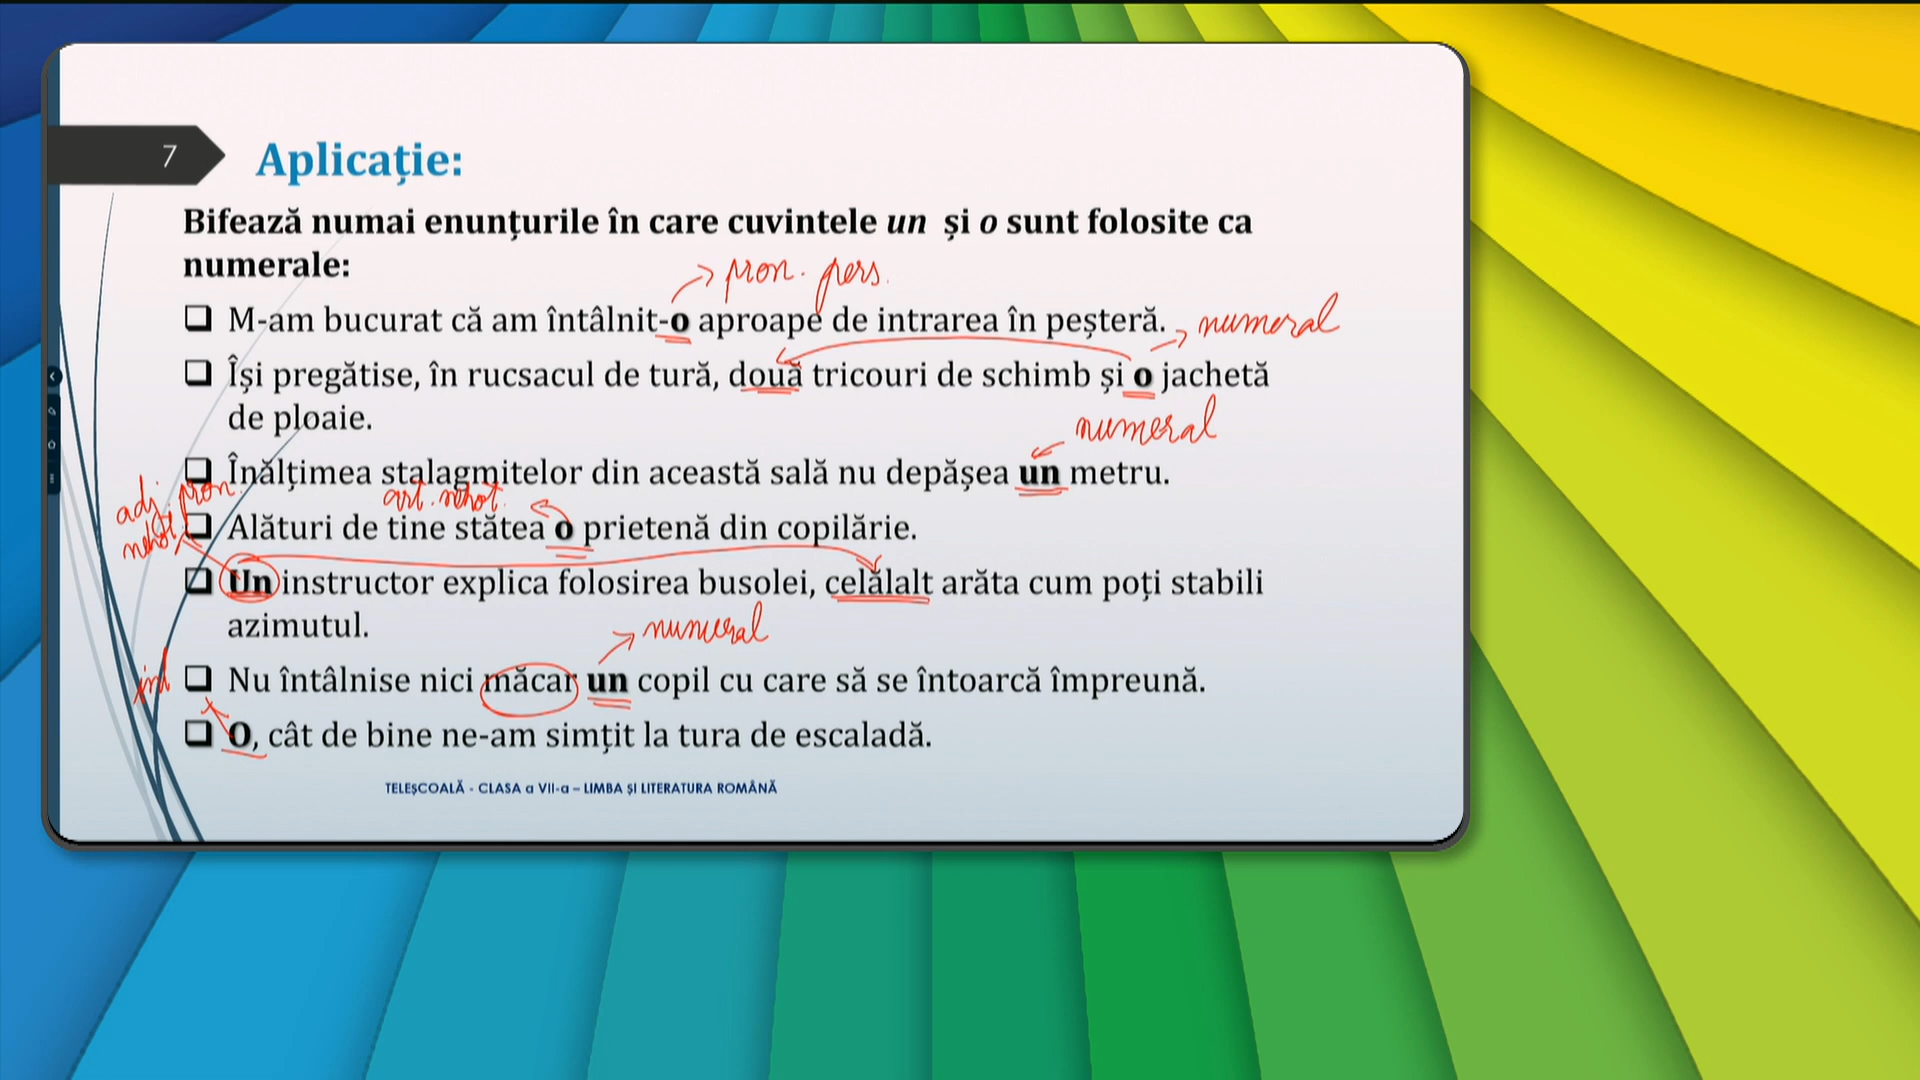 7
Aplicație:
Bifează numai enunțurile în care cuvintele un și o sunt folosite ca
numerale:
→ pron. pers.
M-am bucurat că am întâlnit-o aproape de intrarea în peșteră.
→ numeral
Își pregătise, în rucsacul de tură, două tricouri de schimb și o jachetă
de ploaie.
numeral
Înălțimea stalagmitelor din această sală nu depășea un metru.
adj. pron.
nehot.
art. nehot.
Alături de tine stătea o prietenă din copilărie.
Un instructor explica folosirea busolei, celălalt arăta cum poți stabili
azimutul.
→ numeral
Nu întâlnise nici măcar un copil cu care să se întoarcă împreună.
O, cât de bine ne-am simțit la tura de escaladă.
TELEȘCOALĂ - CLASA a VII-a – LIMBA ȘI LITERATURA ROMÂNĂ